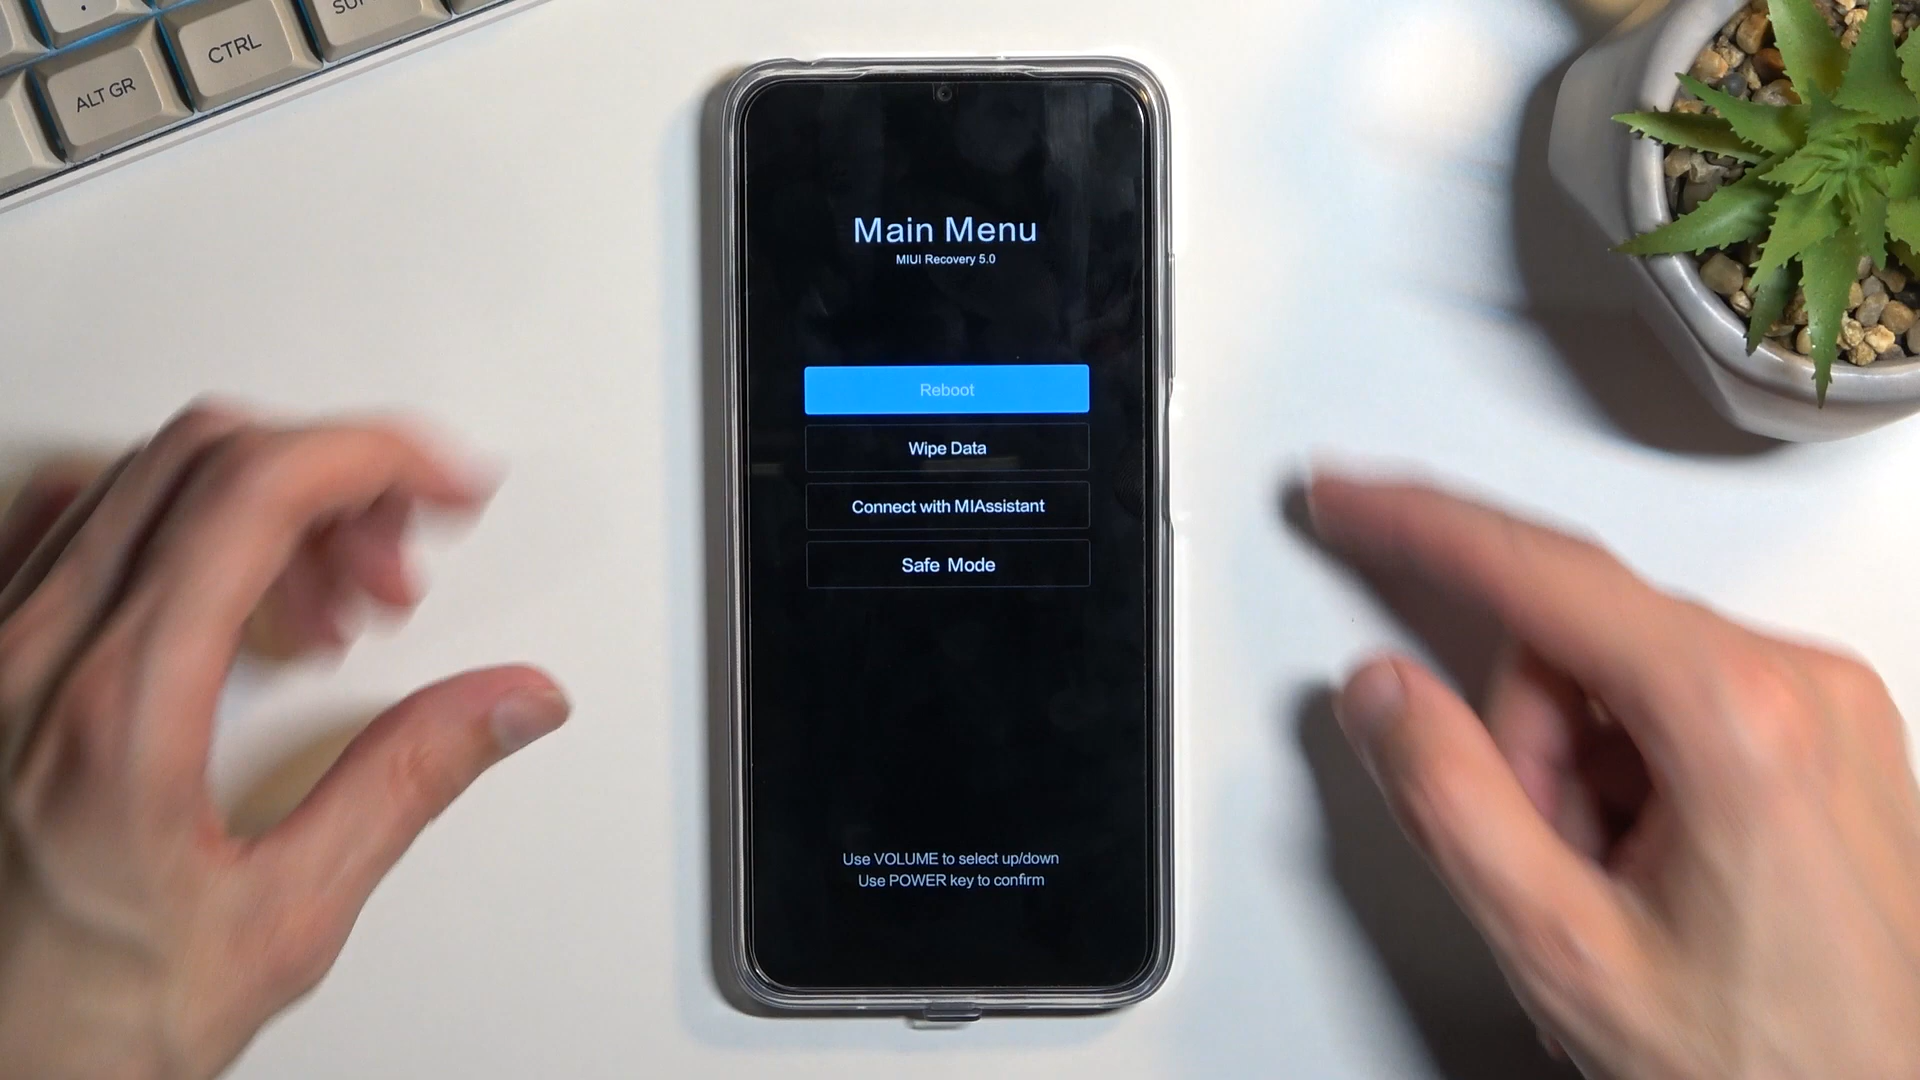 CTRL
ALT GR
Main Menu
MIUI Recovery 5.0
Reboot
Wipe Data
Connect with MIAssistant
Safe Mode
Use VOLUME to select up/down
Use POWER key to confirm